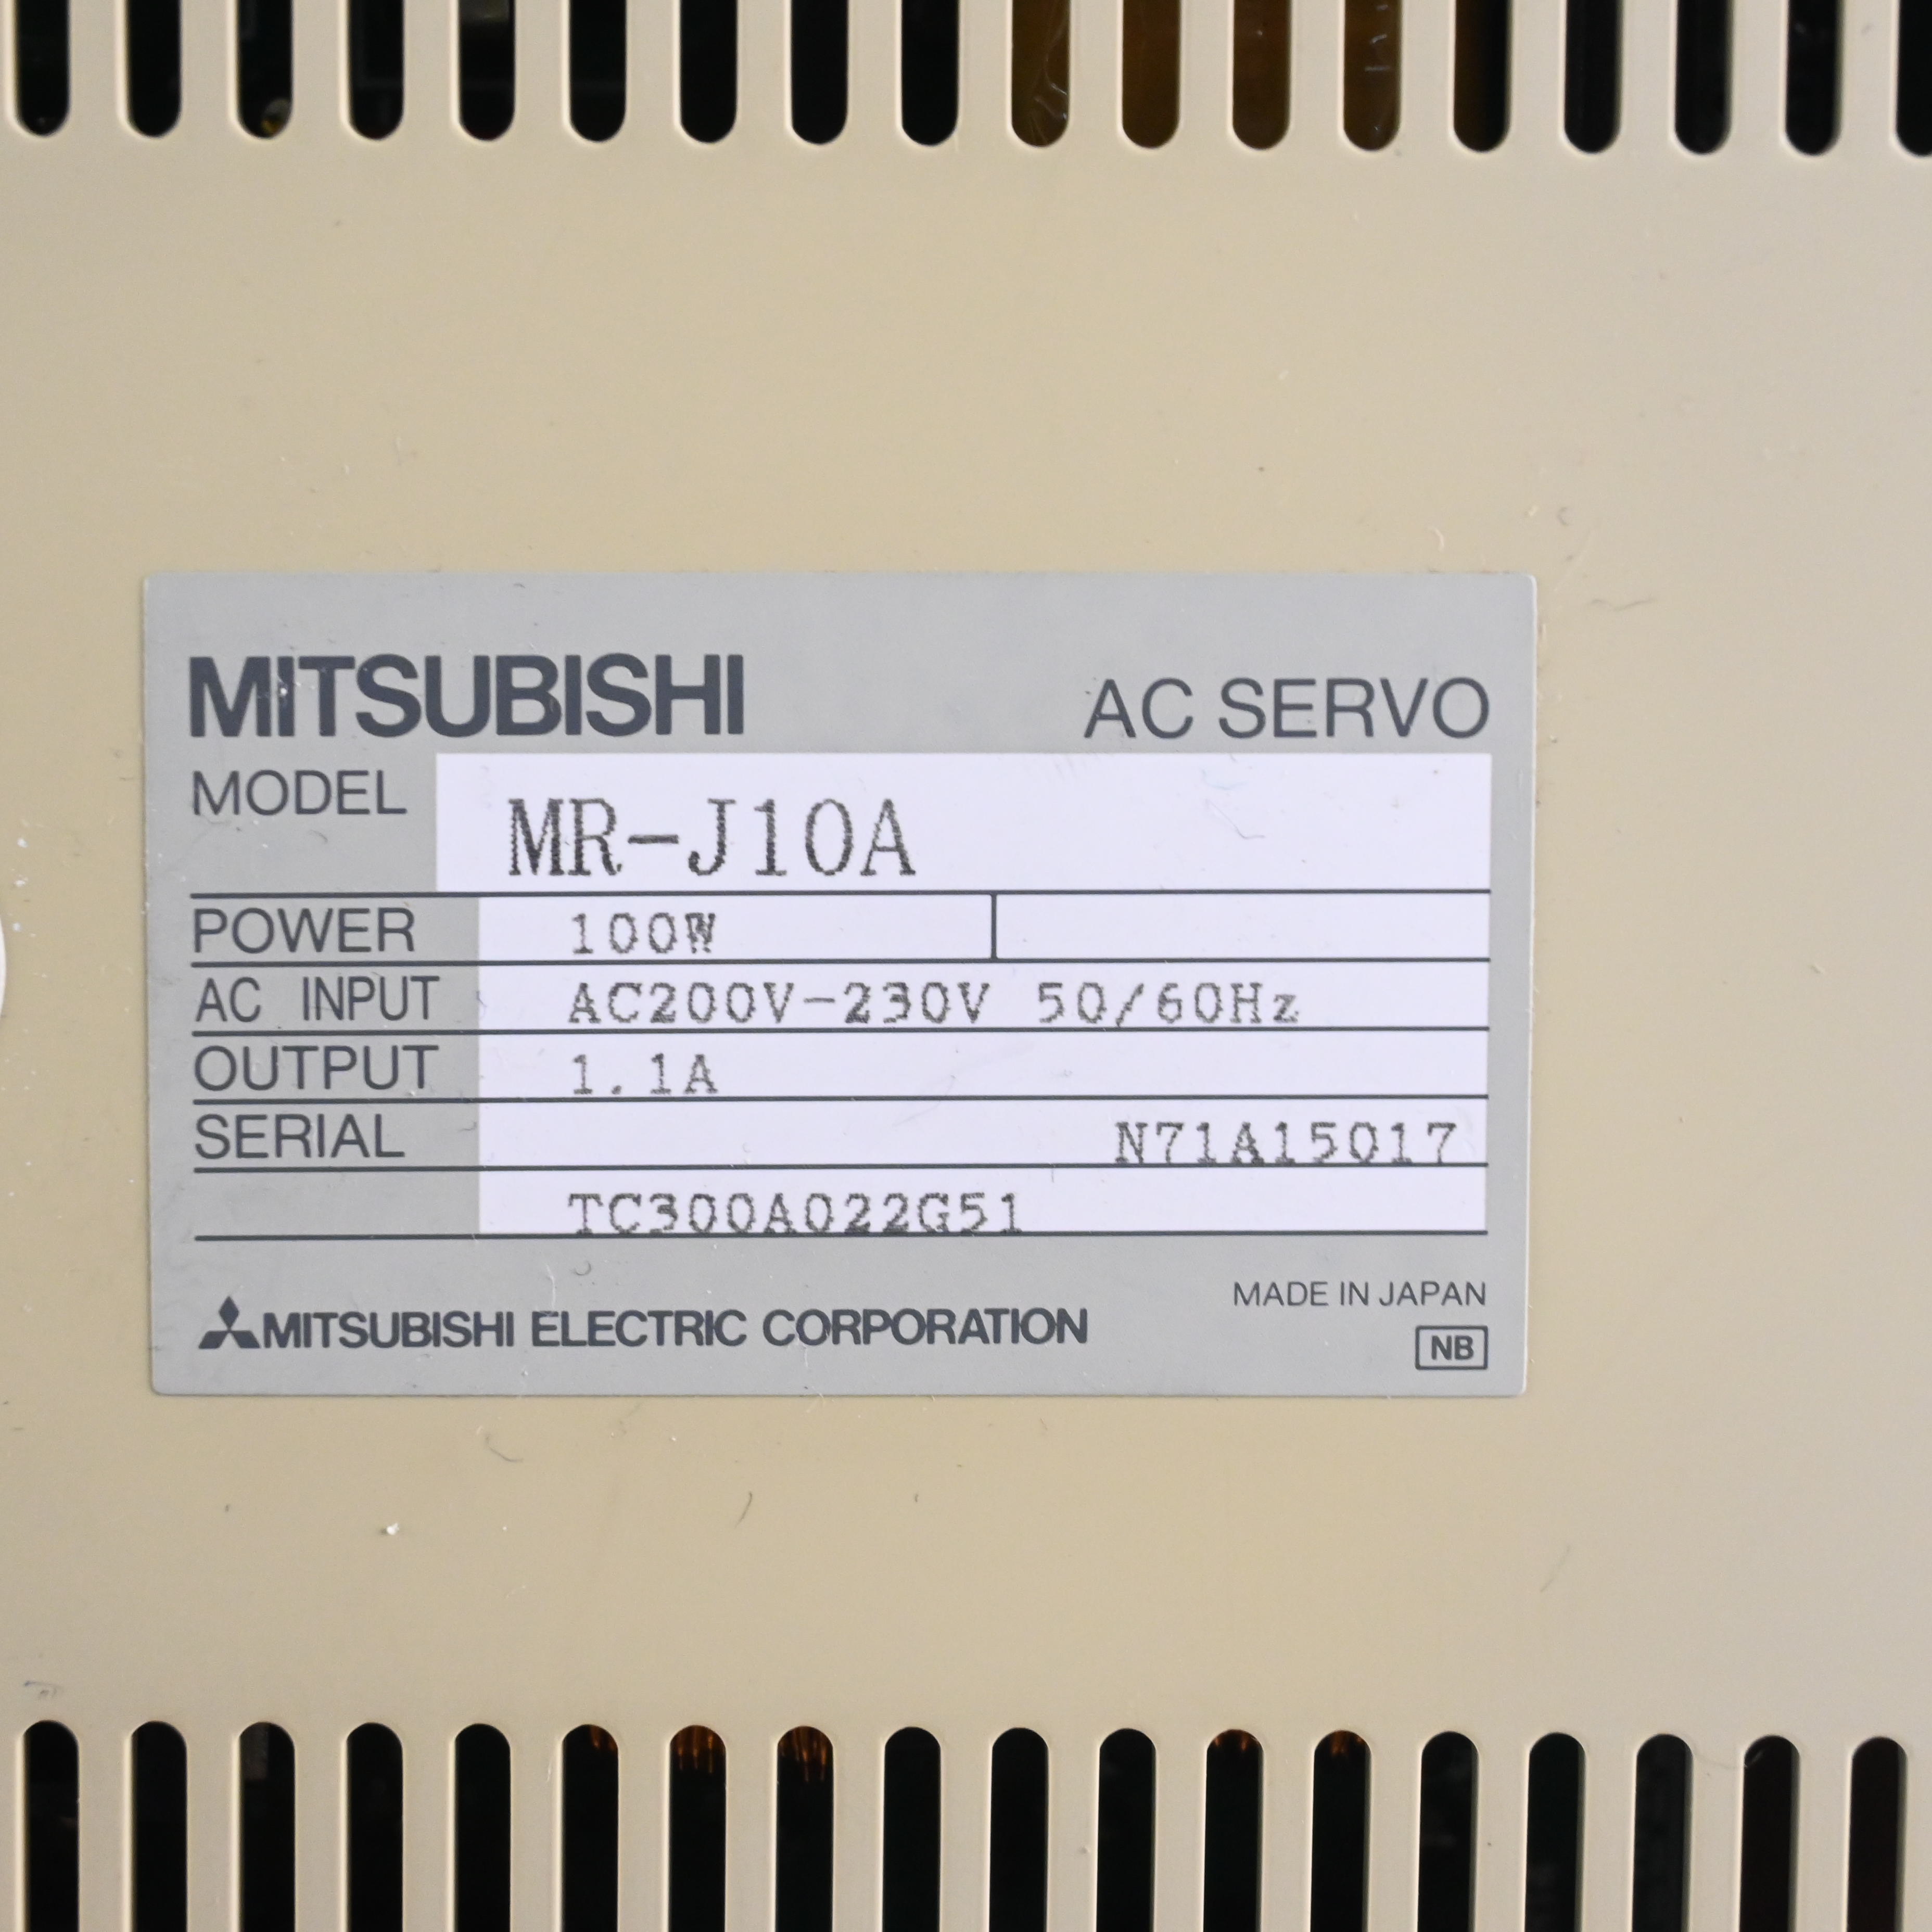 MITSUBISHI AC SERVO
MODEL MR-J10A
POWER 100W
AC INPUT AC200V-230V 50/60Hz
OUTPUT 1.1A
SERIAL N71A15017
TC300A022G51
MADE IN JAPAN
MITSUBISHI ELECTRIC CORPORATION
NB